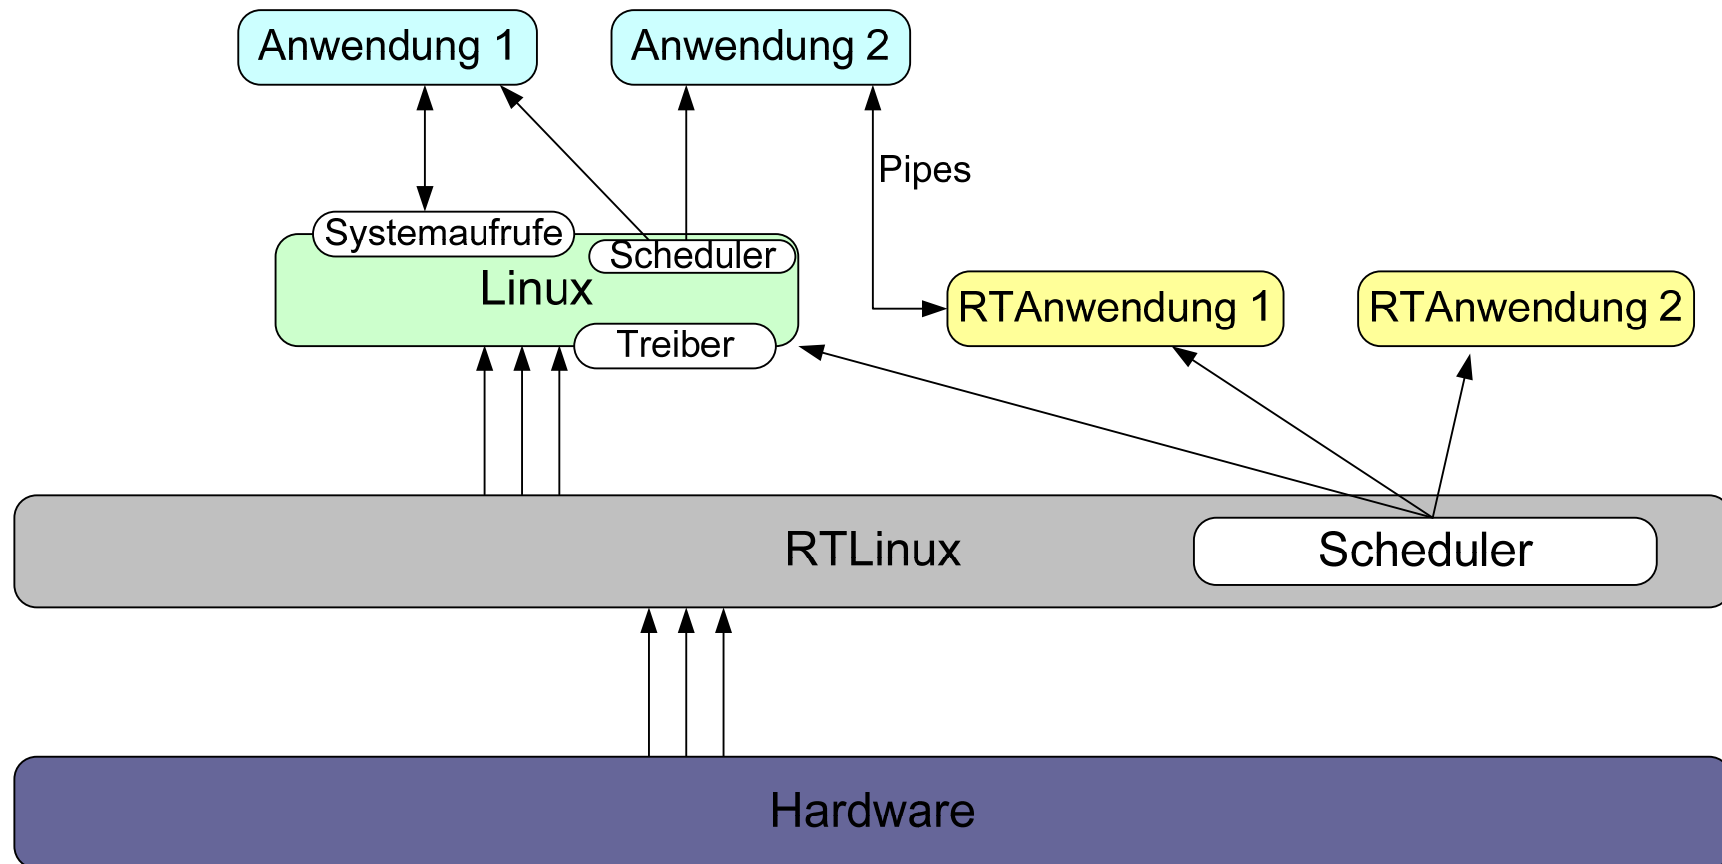 Anwendung 1
Anwendung 2
Pipes
Systemaufrufe
Scheduler
Linux
Treiber
RTAnwendung 1
RTAnwendung 2
RTLinux
Scheduler
Hardware